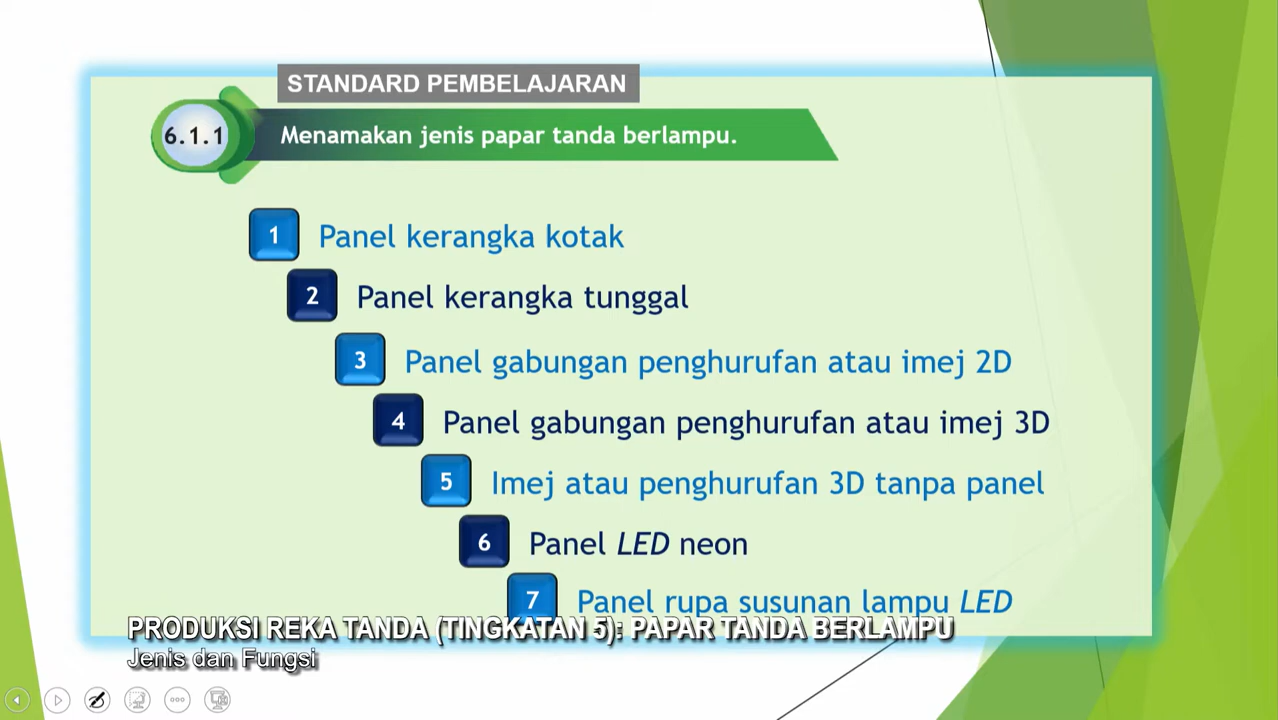 STANDARD PEMBELAJARAN
6.1.1 Menamakan jenis papar tanda berlampu.
1 Panel kerangka kotak
2 Panel kerangka tunggal
3 Panel gabungan penghurufan atau imej 2D
4 Panel gabungan penghurufan atau imej 3D
5 Imej atau penghurufan 3D tanpa panel
6 Panel LED neon
7 Panel rupa susunan lampu LED
PRODUKSI REKA TANDA (TINGKATAN 5): PAPAR TANDA BERLAMPU
Jenis dan Fungsi